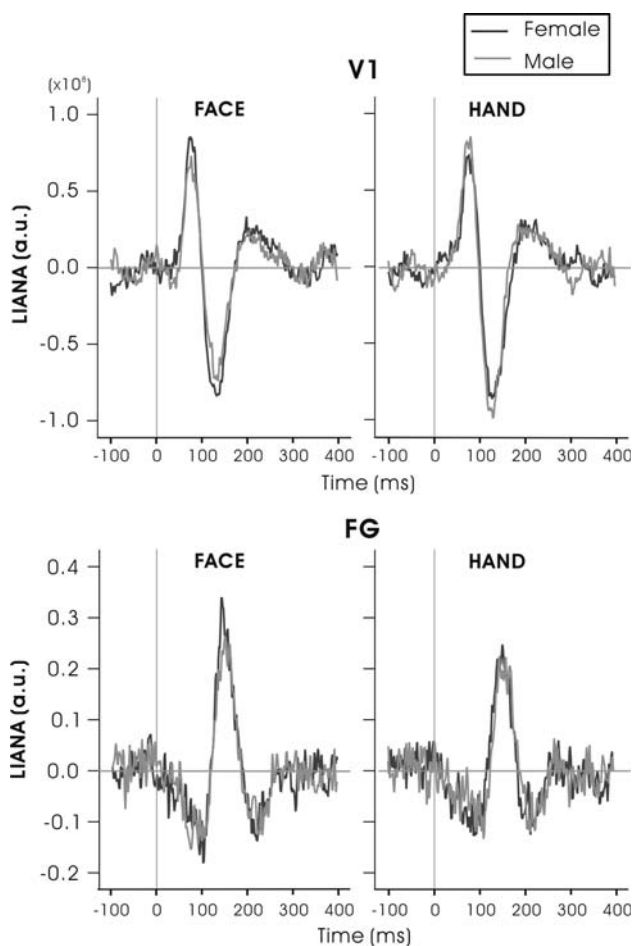 Female
Male
V1
(x10⁶)
FACE
HAND
1.0
0.5
0.0
-0.5
-1.0
LIANA (a.u.)
-100 0 100 200 300 400
-100 0 100 200 300 400
Time (ms)
FG
FACE
HAND
0.4
0.3
0.2
0.1
0.0
-0.1
-0.2
LIANA (a.u.)
-100 0 100 200 300 400
-100 0 100 200 300 400
Time (ms)